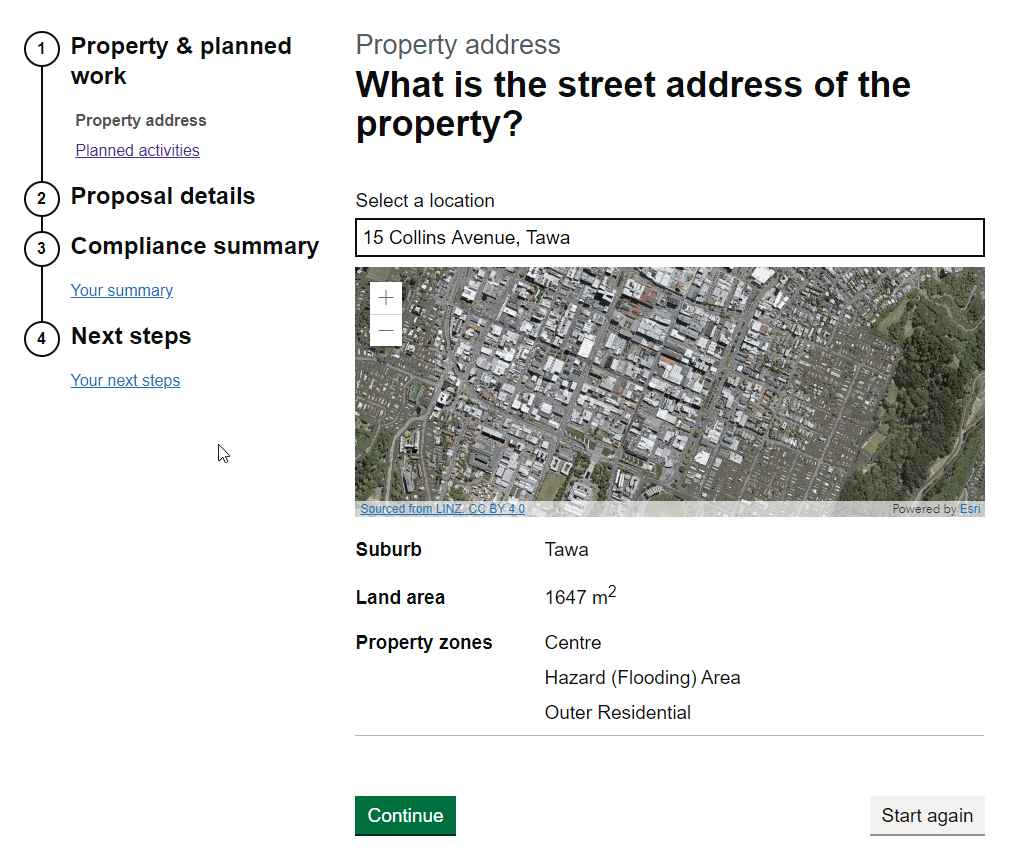 1
Property & planned
work
Property address
Planned activities
2
Proposal details
3
Compliance summary
Your summary
4
Next steps
Your next steps
Property address
What is the street address of the
property?
Select a location
15 Collins Avenue, Tawa
+
−
Sourced from LINZ. CC BY 4.0
Powered by Esri
Suburb Tawa
Land area 1647 m²
Property zones Centre
Hazard (Flooding) Area
Outer Residential
Continue
Start again